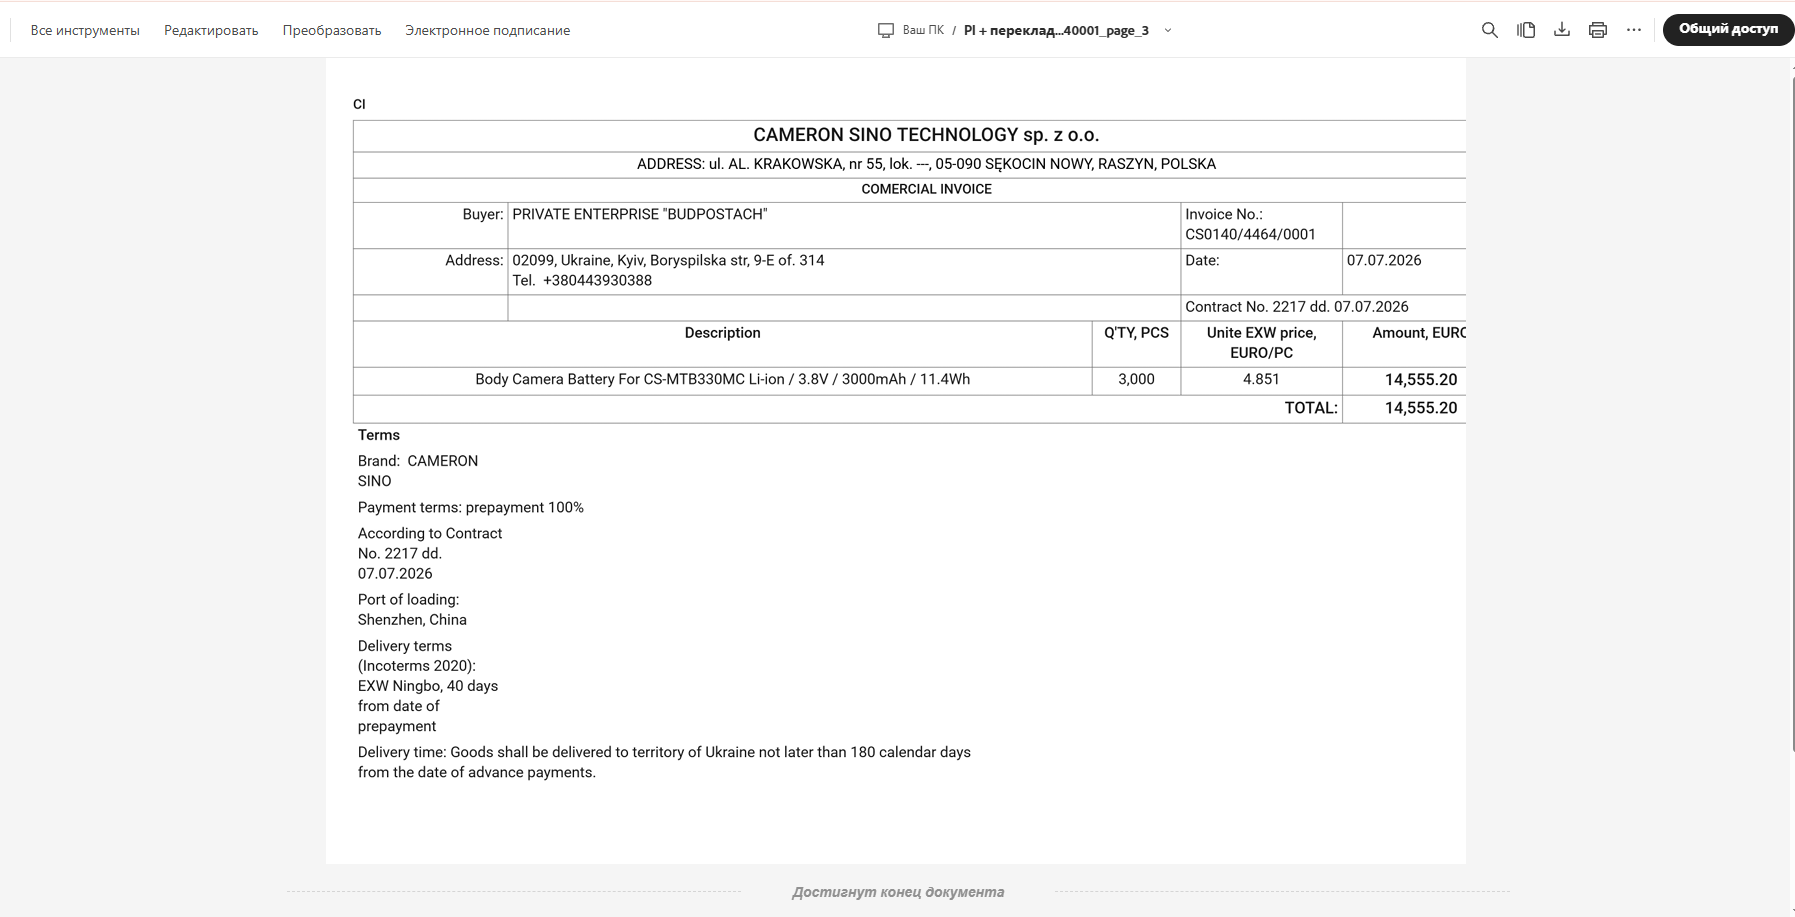 Все инструменты Редактировать Преобразовать Электронное подписание Ваш ПК / PI + переклад...40001_page_3 Общий доступ
CI
CAMERON SINO TECHNOLOGY sp. z o.o.
ADDRESS: ul. AL. KRAKOWSKA, nr 55, lok. ---, 05-090 SĘKOCIN NOWY, RASZYN, POLSKA
COMERCIAL INVOICE
Buyer: PRIVATE ENTERPRISE "BUDPOSTACH" Invoice No.:
CS0140/4464/0001
Address: 02099, Ukraine, Kyiv, Boryspilska str, 9-E of. 314 Date: 07.07.2026
Tel. +380443930388
Contract No. 2217 dd. 07.07.2026
Description Q'TY, PCS Unite EXW price, Amount, EURO
EURO/PC
Body Camera Battery For CS-MTB330MC Li-ion / 3.8V / 3000mAh / 11.4Wh 3,000 4.851 14,555.20
TOTAL: 14,555.20
Terms
Brand: CAMERON
SINO
Payment terms: prepayment 100%
According to Contract
No. 2217 dd.
07.07.2026
Port of loading:
Shenzhen, China
Delivery terms
(Incoterms 2020):
EXW Ningbo, 40 days
from date of
prepayment
Delivery time: Goods shall be delivered to territory of Ukraine not later than 180 calendar days
from the date of advance payments.
Достигнут конец документа